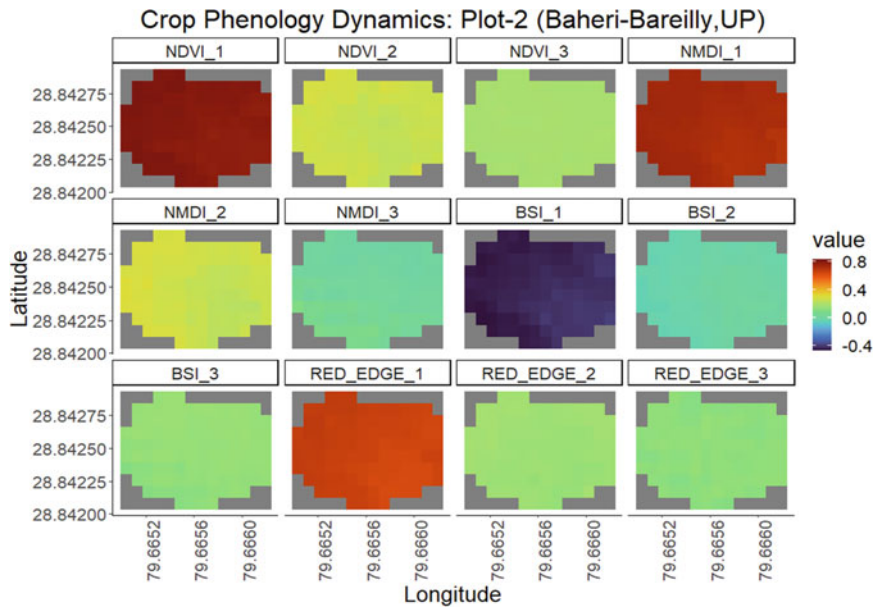 Crop Phenology Dynamics: Plot-2 (Baheri-Bareilly,UP)
NDVI_1 NDVI_2 NDVI_3 NMDI_1
28.84275
28.84250
28.84225
28.84200
NMDI_2 NMDI_3 BSI_1 BSI_2
28.84275
28.84250
28.84225
28.84200
Latitude
value
0.8
0.4
0.0
-0.4
BSI_3 RED_EDGE_1 RED_EDGE_2 RED_EDGE_3
28.84275
28.84250
28.84225
28.84200
79.6652 79.6656 79.6660 79.6652 79.6656 79.6660 79.6652 79.6656 79.6660 79.6652 79.6656 79.6660
Longitude